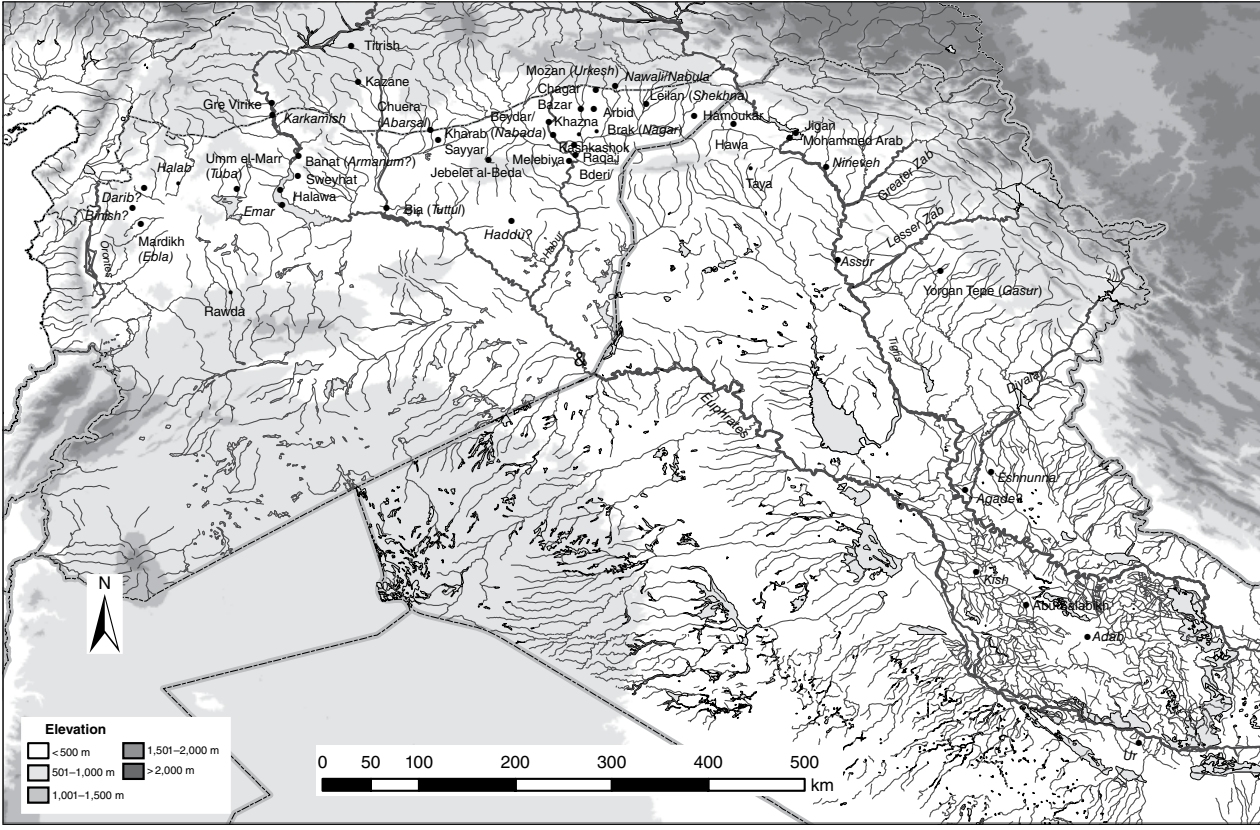 Titrish
Kazane
Gre Virike
Karkamish
Chuera
(Abarsal)
Mozan (Urkesh)
Nawali/Nabula
Chagar
Bazar
Leilan (Shekhna)
Beydar/
(Nabada)
Khazna
Arbid
Hamoukar
Brak (Nagar)
Hawa
Jigan
Mohammed Arab
Kharab
Sayyar
Kashkashok
Melebiya
Raqa'i
Bderi/
Jebelet al-Beda
Taya
Nineveh
Greater Zab
Halab
Umm el-Marr
(Tuba)
Banat (Armanum?)
Sweyhat
Halawa
Darib?
Binish?
Emar
Bia (Tuttul)
Haddù?
Habur
Lesser Zab
Mardikh
(Ebla)
Orontes
Assur
Yorgan Tepe (Gasur)
Rawda
&
Tigris
Diyala
Euphrates
Eshnunna
Agade?
Kish
Abu Salabikh
Adab
Ur
N
Elevation
<500 m
501–1,000 m
1,001–1,500 m
1,501–2,000 m
>2,000 m
0 50 100 200 300 400 500
km